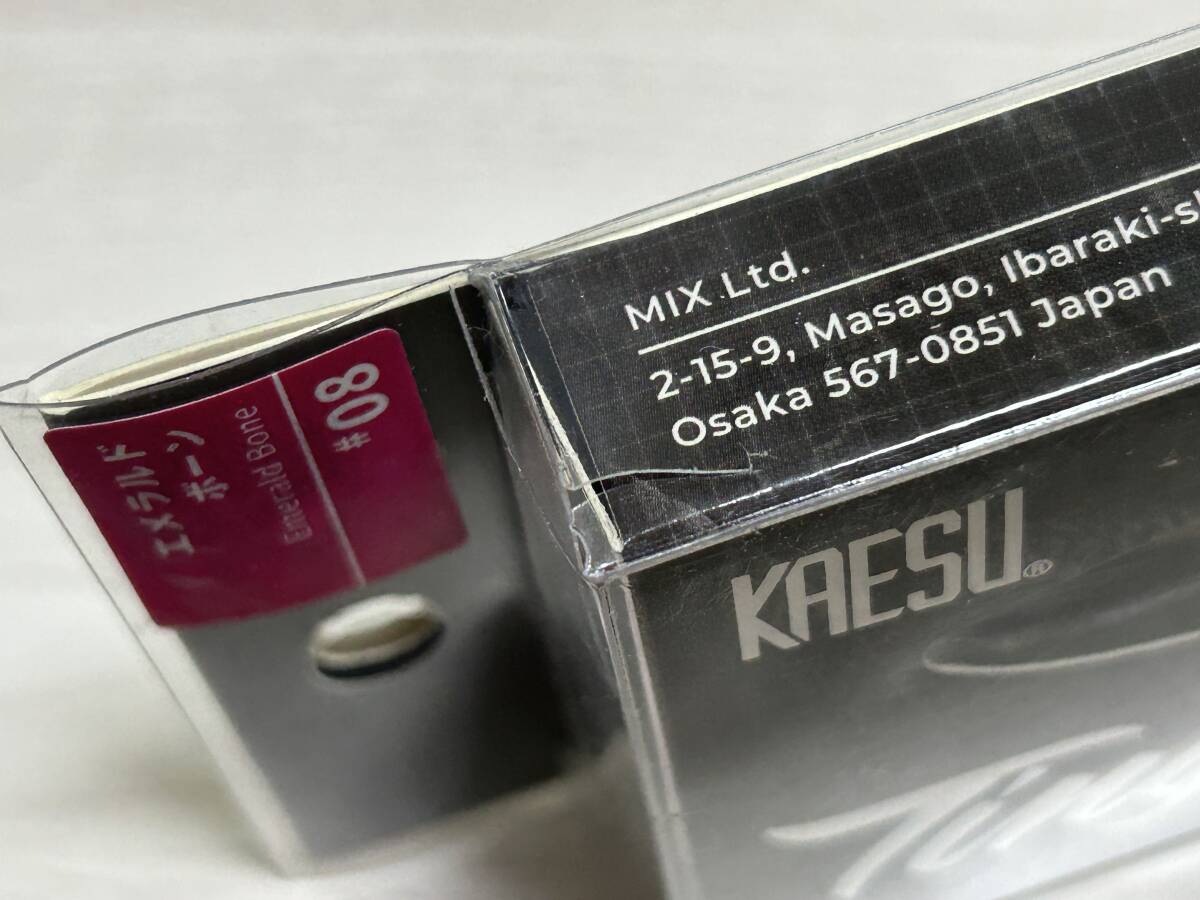 MIX Ltd.
2-15-9, Masago, Ibaraki-s
Osaka 567-0851 Japan
KAESU®
#08
エメラルド
ボーン
Emerald Bone